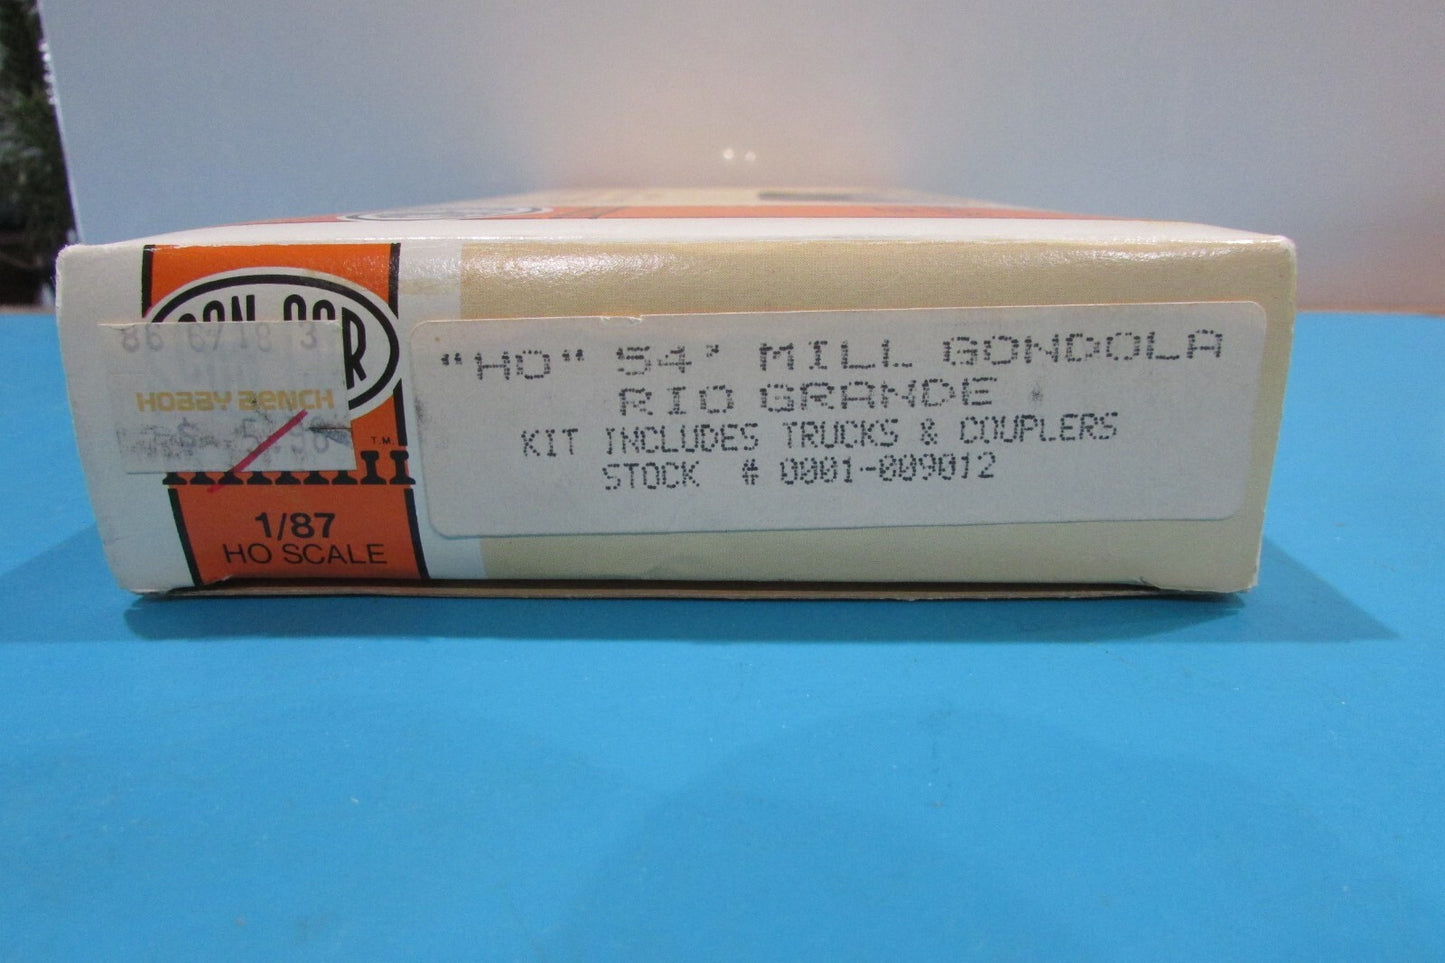 HOBBY BENCH
T.M.
1/87
HO SCALE
"HO" 54' MILL GONDOLA
RIO GRANDE
KIT INCLUDES TRUCKS & COUPLERS
STOCK # 0001-009012